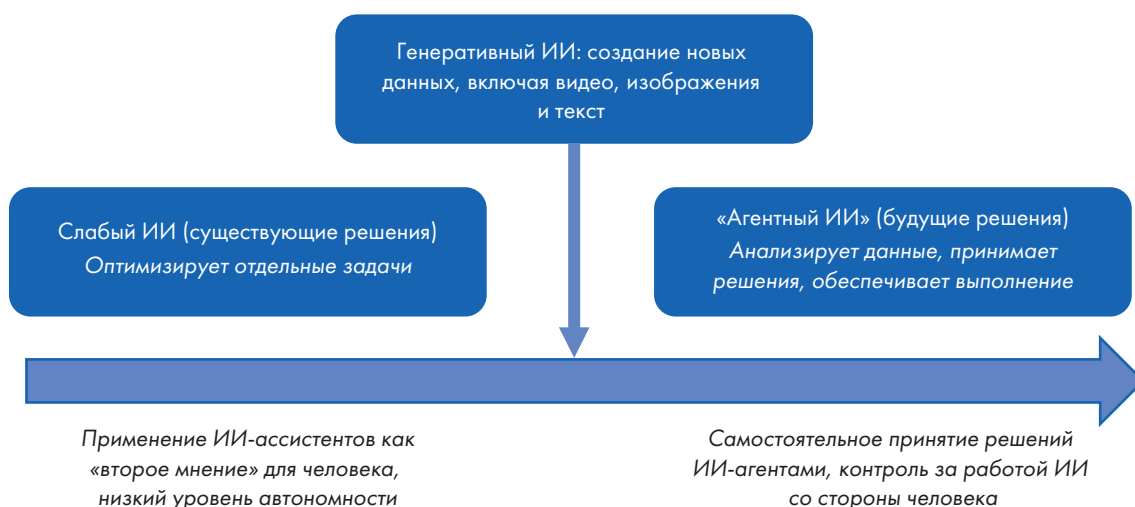 Генеративный ИИ: создание новых
данных, включая видео, изображения
и текст
Слабый ИИ (существующие решения)
Оптимизирует отдельные задачи
«Агентный ИИ» (будущие решения)
Анализирует данные, принимает
решения, обеспечивает выполнение
Применение ИИ-ассистентов как
«второе мнение» для человека,
низкий уровень автономности
Самостоятельное принятие решений
ИИ-агентами, контроль за работой ИИ
со стороны человека